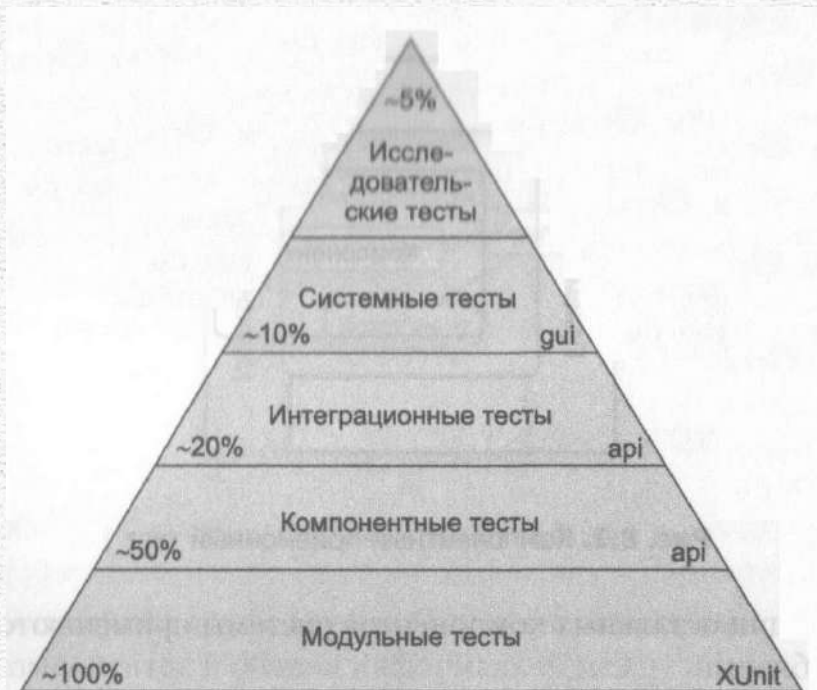 ~5%
Иссле-
дователь-
ские тесты
Системные тесты
~10%
gui
Интеграционные тесты
~20%
api
Компонентные тесты
~50%
api
Модульные тесты
~100%
XUnit